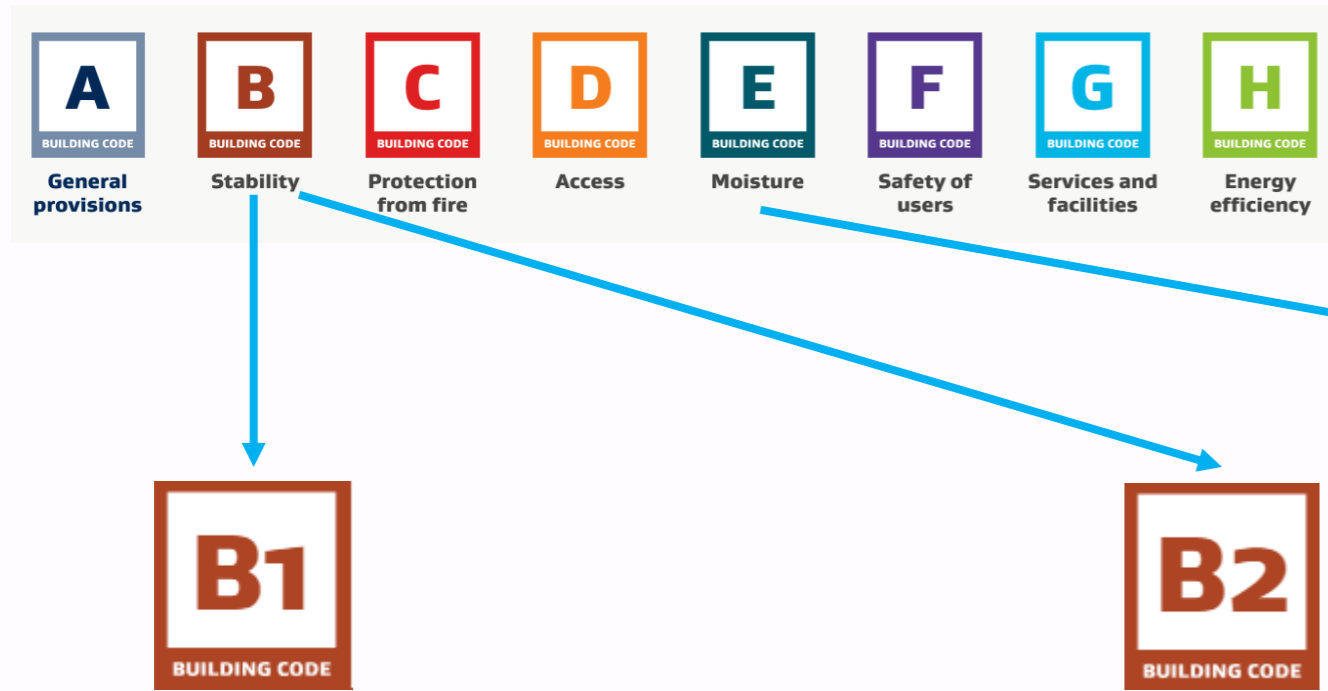 A
BUILDING CODE
General
provisions
B
BUILDING CODE
Stability
C
BUILDING CODE
Protection
from fire
D
BUILDING CODE
Access
E
BUILDING CODE
Moisture
F
BUILDING CODE
Safety of
users
G
BUILDING CODE
Services and
facilities
H
BUILDING CODE
Energy
efficiency
B1
BUILDING CODE
B2
BUILDING CODE